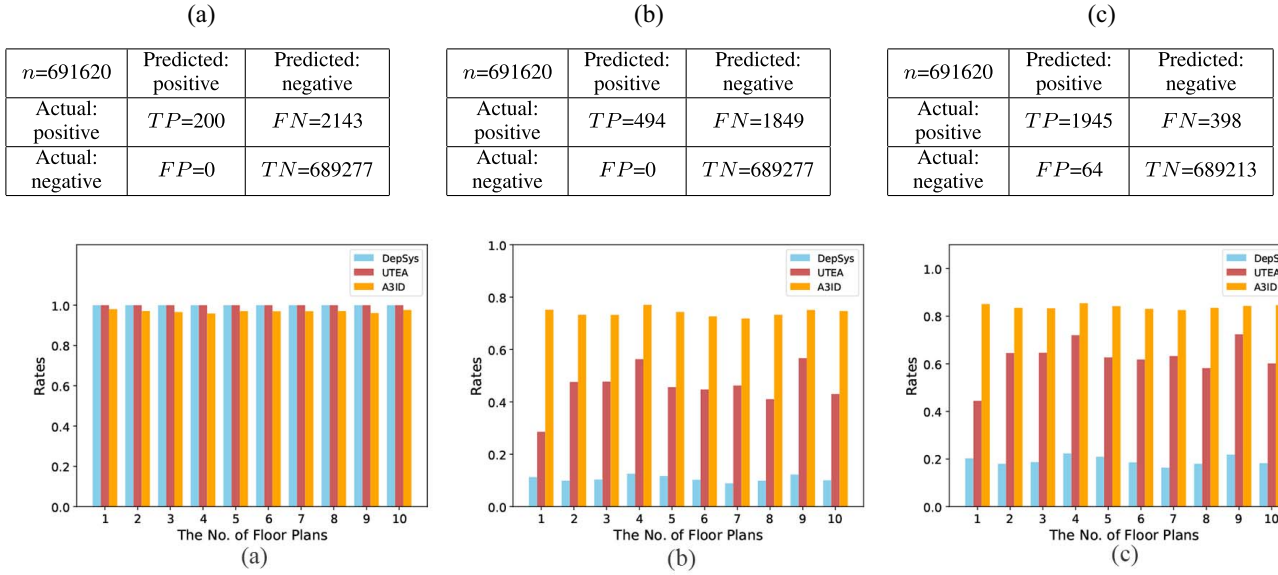 (a) (b) (c)
n=691620 Predicted: positive Predicted: negative
Actual: positive TP=200 FN=2143
Actual: negative FP=0 TN=689277
n=691620 Predicted: positive Predicted: negative
Actual: positive TP=494 FN=1849
Actual: negative FP=0 TN=689277
n=691620 Predicted: positive Predicted: negative
Actual: positive TP=1945 FN=398
Actual: negative FP=64 TN=689213
DepSys
UTEA
A3ID
1.0
0.8
0.6
0.4
0.2
0.0
Rates
1 2 3 4 5 6 7 8 9 10
The No. of Floor Plans
(a)
DepSys
UTEA
A3ID
1.0
0.8
0.6
0.4
0.2
0.0
Rates
1 2 3 4 5 6 7 8 9 10
The No. of Floor Plans
(b)
DepSy
UTEA
A3ID
1.0
0.8
0.6
0.4
0.2
0.0
Rates
1 2 3 4 5 6 7 8 9 10
The No. of Floor Plans
(c)